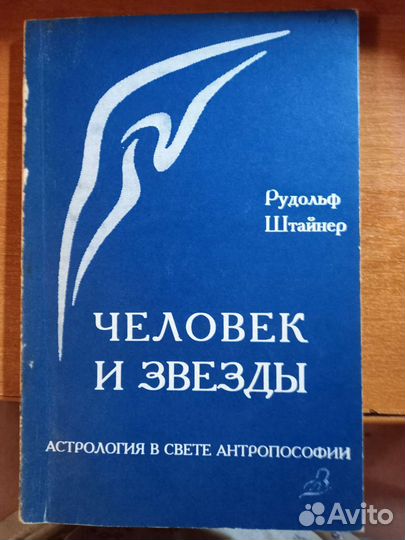 Рудольф
Штайнер
ЧЕЛОВЕК
И ЗВЕЗДЫ
АСТРОЛОГИЯ В СВЕТЕ АНТРОПОСОФИИ
Avito